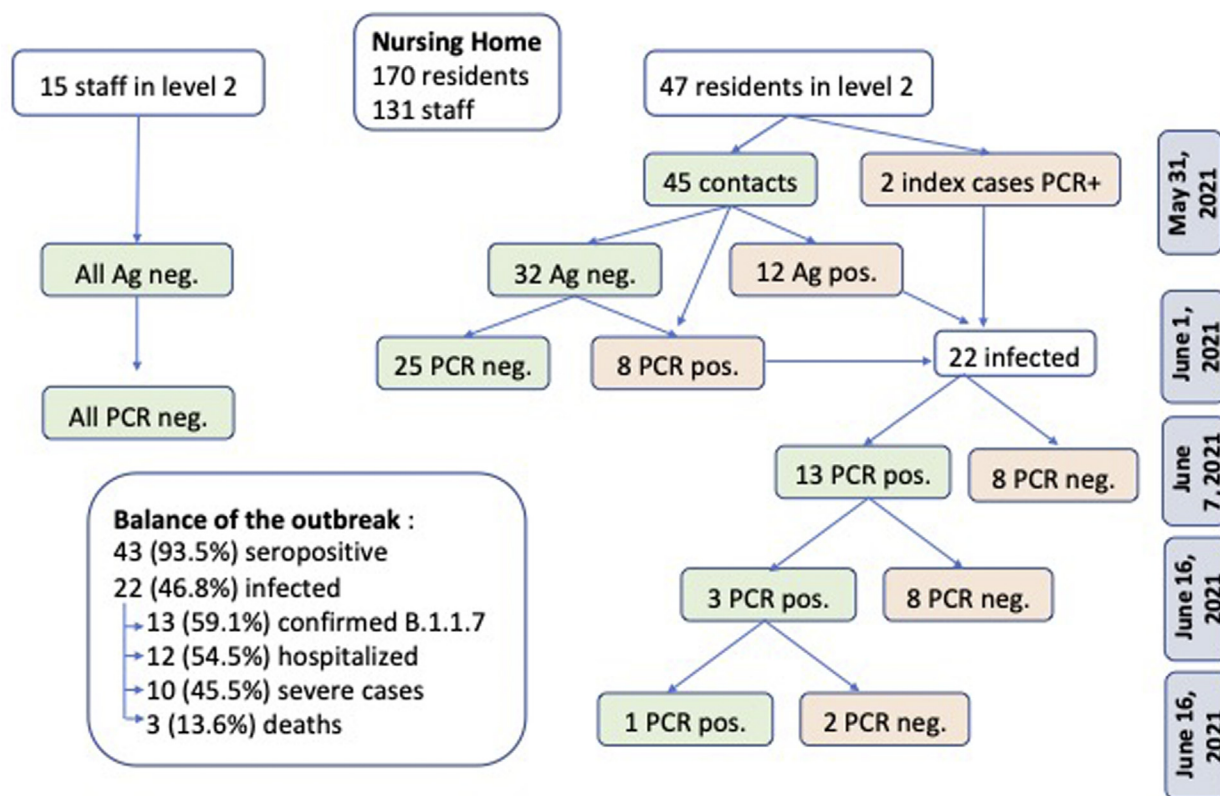 15 staff in level 2
Nursing Home
170 residents
131 staff
47 residents in level 2
45 contacts
2 index cases PCR+
May 31,
2021
All Ag neg.
32 Ag neg.
12 Ag pos.
25 PCR neg.
8 PCR pos.
22 infected
June 1,
2021
All PCR neg.
13 PCR pos.
8 PCR neg.
June
7, 2021
Balance of the outbreak :
43 (93.5%) seropositive
22 (46.8%) infected
13 (59.1%) confirmed B.1.1.7
12 (54.5%) hospitalized
10 (45.5%) severe cases
3 (13.6%) deaths
3 PCR pos.
8 PCR neg.
June 16,
2021
1 PCR pos.
2 PCR neg.
June 16,
2021